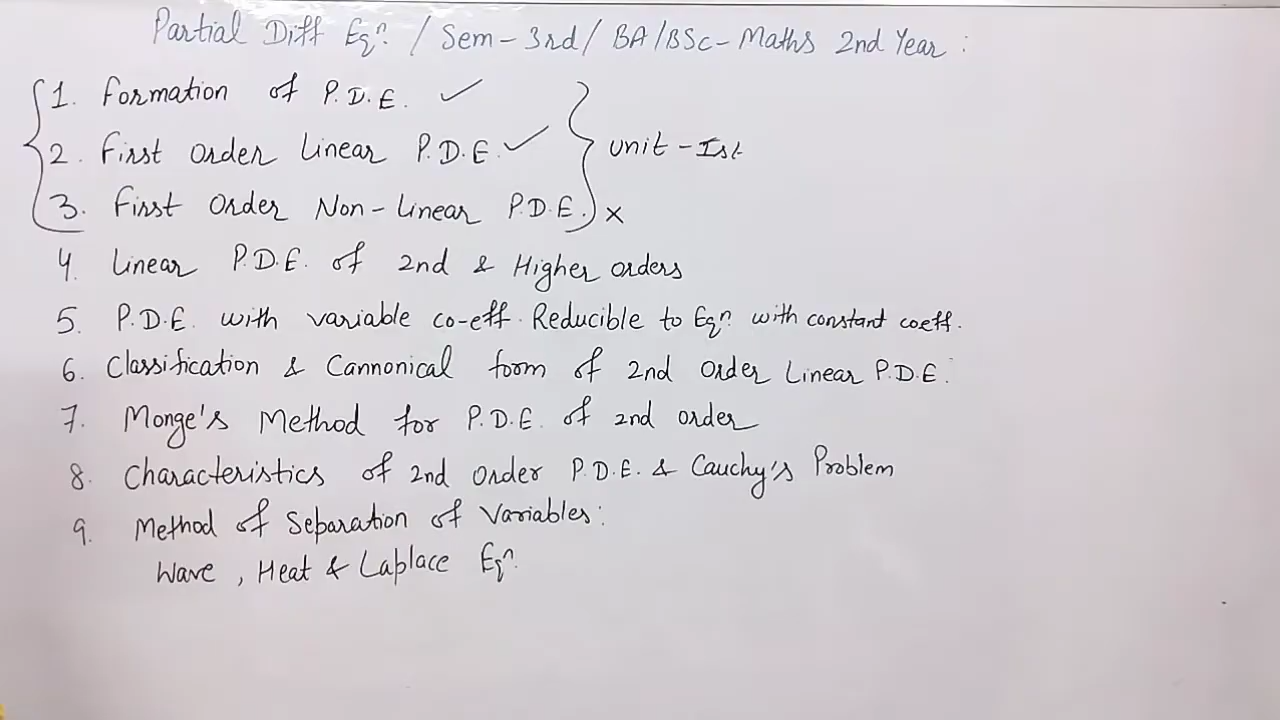 Partial Diff Eqn. / Sem - 3rd / BA/BSc - Maths 2nd Year :
1. Formation of P.D.E. ✓
2. First Order Linear P.D.E. ✓ Unit - Ist
3. First Order Non-Linear P.D.E. ×
4. Linear P.D.E. of 2nd & Higher orders
5. P.D.E. with variable co-eff. Reducible to Eqn. with constant coeff.
6. Classification & Cannonical form of 2nd Order Linear P.D.E.
7. Monge's Method for P.D.E. of 2nd order
8. Characteristics of 2nd Order P.D.E. & Cauchy's Problem
9. Method of Separation of Variables:
Wave, Heat & Laplace Eqn.